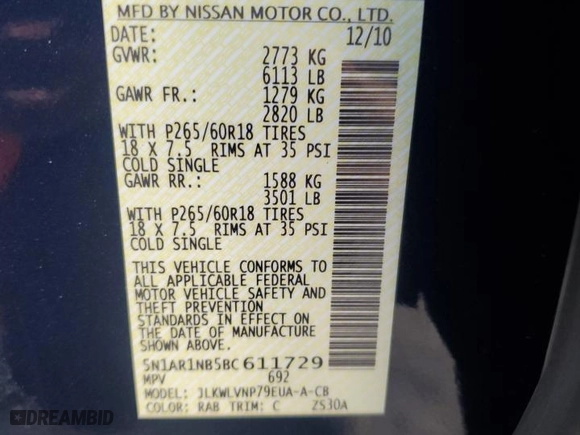 MFD BY NISSAN MOTOR CO., LTD.
DATE: 12/10
GVWR: 2773 KG
6113 LB
GAWR FR.: 1279 KG
2820 LB
WITH P265/60R18 TIRES
18 X 7.5 RIMS AT 35 PSI
COLD SINGLE
GAWR RR.: 1588 KG
3501 LB
WITH P265/60R18 TIRES
18 X 7.5 RIMS AT 35 PSI
COLD SINGLE
THIS VEHICLE CONFORMS TO
ALL APPLICABLE FEDERAL
MOTOR VEHICLE SAFETY AND
THEFT PREVENTION
STANDARDS IN EFFECT ON
THE DATE OF MANUFACTURE
SHOWN ABOVE.
5N1AR1NB5BC611729
MPV 692
MODEL: JLKWLVNP79EUA-A-CB
COLOR: RAB TRIM: C ZS30A
DREAMBID